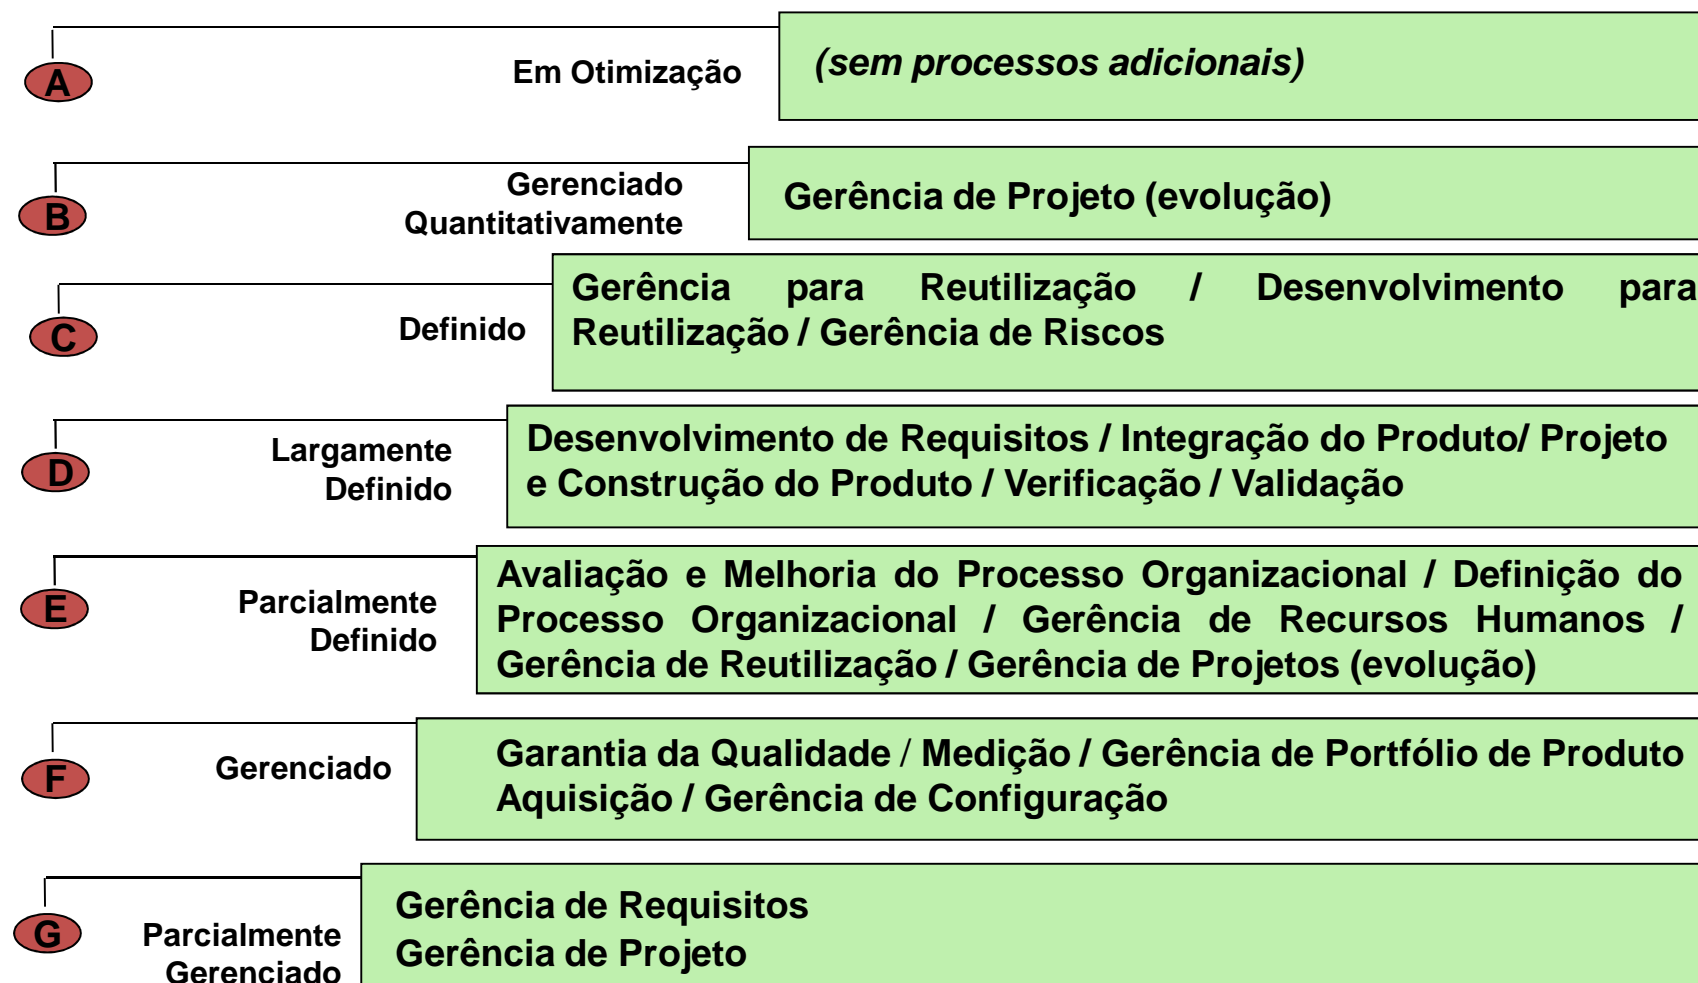 A
Em Otimização
(sem processos adicionais)
B
Gerenciado
Quantitativamente
Gerência de Projeto (evolução)
C
Definido
Gerência para Reutilização / Desenvolvimento para
Reutilização / Gerência de Riscos
D
Largamente
Definido
Desenvolvimento de Requisitos / Integração do Produto/ Projeto
e Construção do Produto / Verificação / Validação
E
Parcialmente
Definido
Avaliação e Melhoria do Processo Organizacional / Definição do
Processo Organizacional / Gerência de Recursos Humanos /
Gerência de Reutilização / Gerência de Projetos (evolução)
F
Gerenciado
Garantia da Qualidade / Medição / Gerência de Portfólio de Produto
Aquisição / Gerência de Configuração
G
Parcialmente
Gerenciado
Gerência de Requisitos
Gerência de Projeto